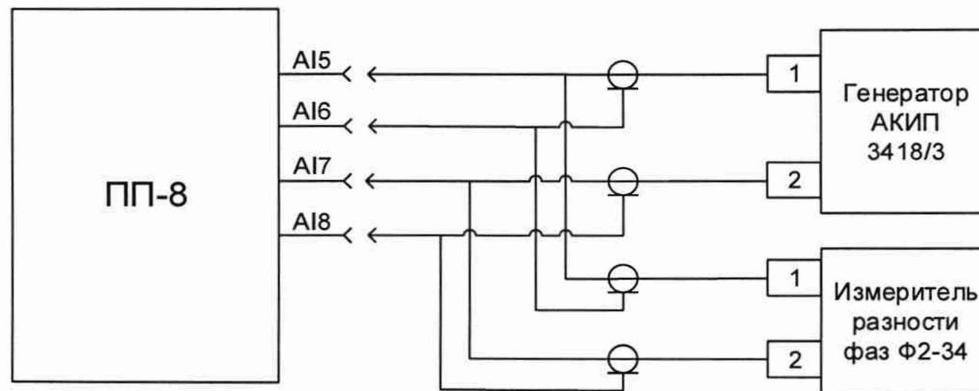 ПП-8
AI5
AI6
AI7
AI8
1
2
Генератор
АКИП
3418/3
1
2
Измеритель
разности
фаз Ф2-34